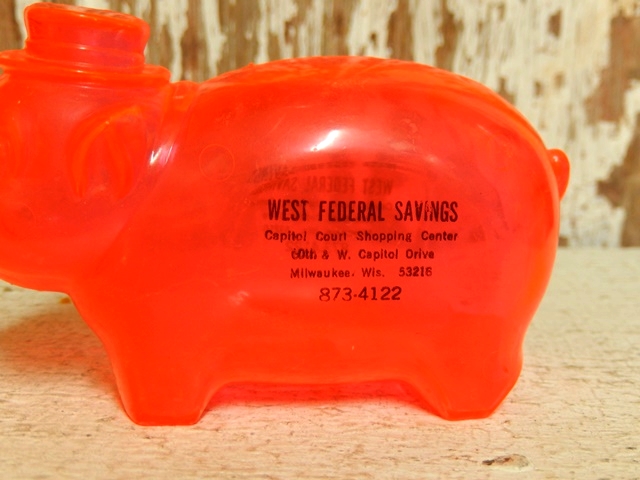 WEST FEDERAL SAVINGS
Capitol Court Shopping Center
60th & W. Capitol Drive
Milwaukee, Wis. 53216
873-4122